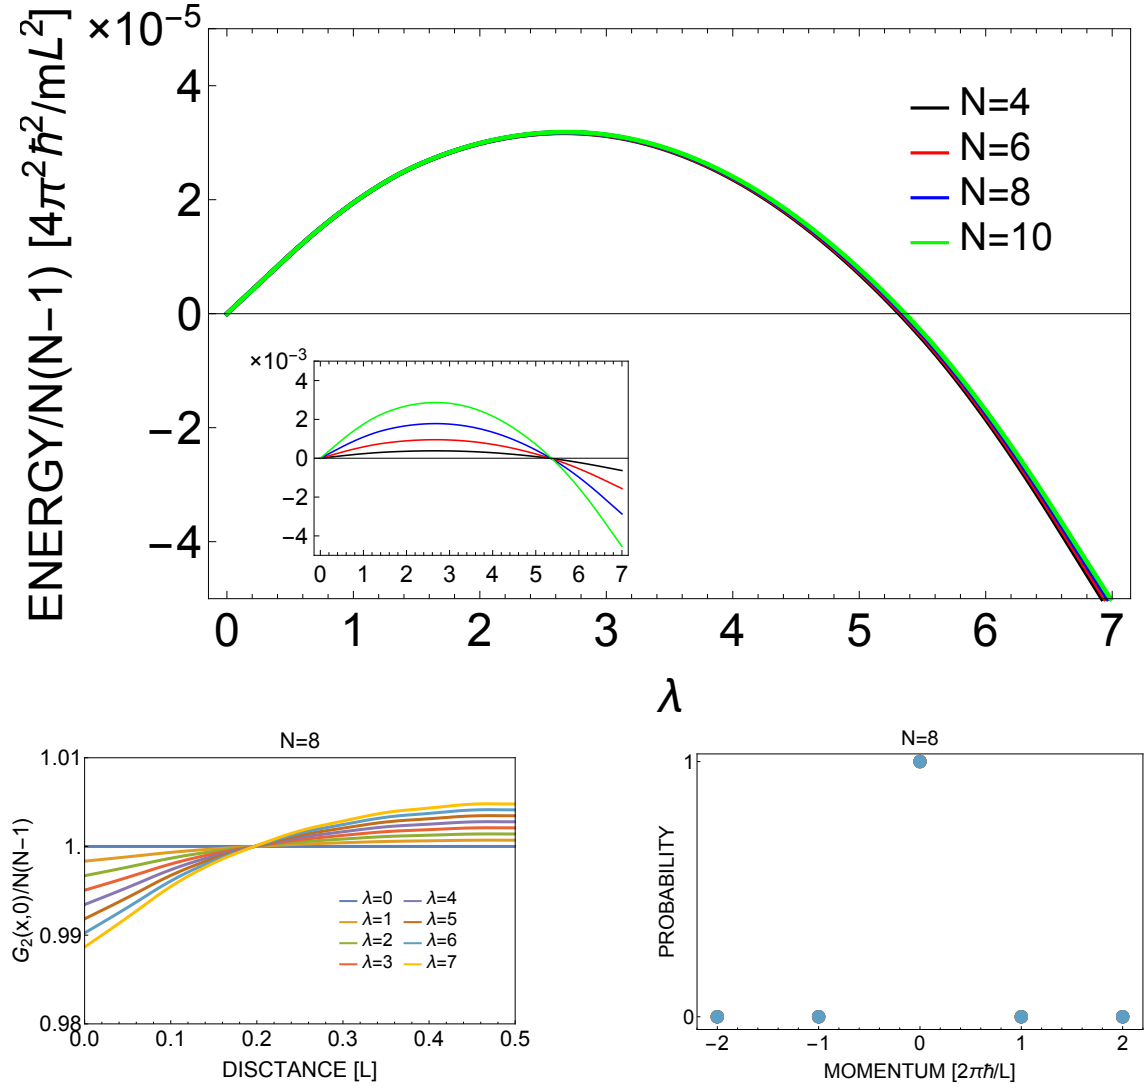 ×10⁻⁵
ENERGY/N(N−1) [4π²ħ²/mL²]
4
2
0
−2
−4
N=4
N=6
N=8
N=10
×10⁻³
4
2
0
−2
−4
0 1 2 3 4 5 6 7
0 1 2 3 4 5 6 7
λ
N=8
G₂(x,0)/N(N−1)
1.01
1.
0.99
0.98
λ=0 λ=4
λ=1 λ=5
λ=2 λ=6
λ=3 λ=7
0.0 0.1 0.2 0.3 0.4 0.5
DISCTANCE [L]
N=8
PROBABILITY
1
0
−2 −1 0 1 2
MOMENTUM [2πħ/L]